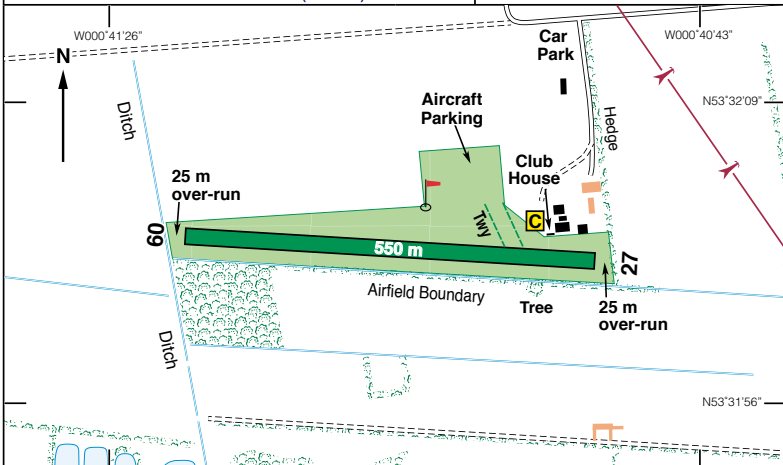 W000°41'26"
W000°40'43"
N
Car
Park
N53°32'09"
Aircraft
Parking
Ditch
Hedge
Club
House
25 m
over-run
C
Twy
09
550 m
27
Airfield Boundary
Tree
25 m
over-run
Ditch
N53°31'56"